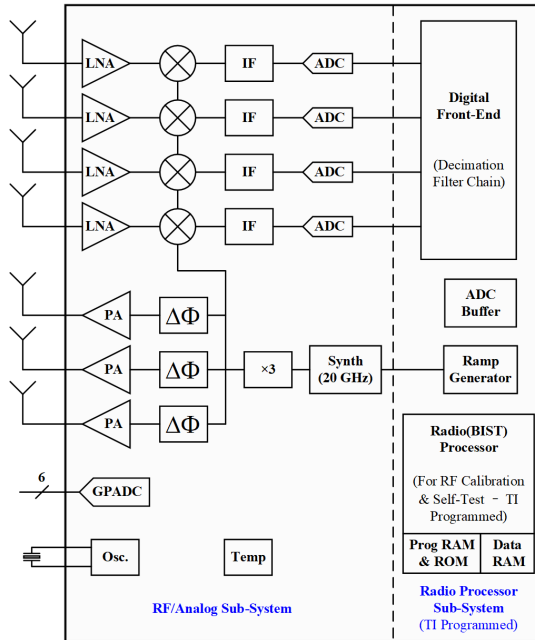 LNA
IF
ADC
LNA
IF
ADC
LNA
IF
ADC
LNA
IF
ADC
Digital
Front-End
(Decimation
Filter Chain)
PA
ΔΦ
PA
ΔΦ
PA
ΔΦ
×3
Synth
(20 GHz)
ADC
Buffer
Ramp
Generator
6
GPADC
Osc.
Temp
Radio(BIST)
Processor
(For RF Calibration
& Self-Test – TI
Programmed)
Prog RAM
& ROM
Data
RAM
RF/Analog Sub-System
Radio Processor
Sub-System
(TI Programmed)